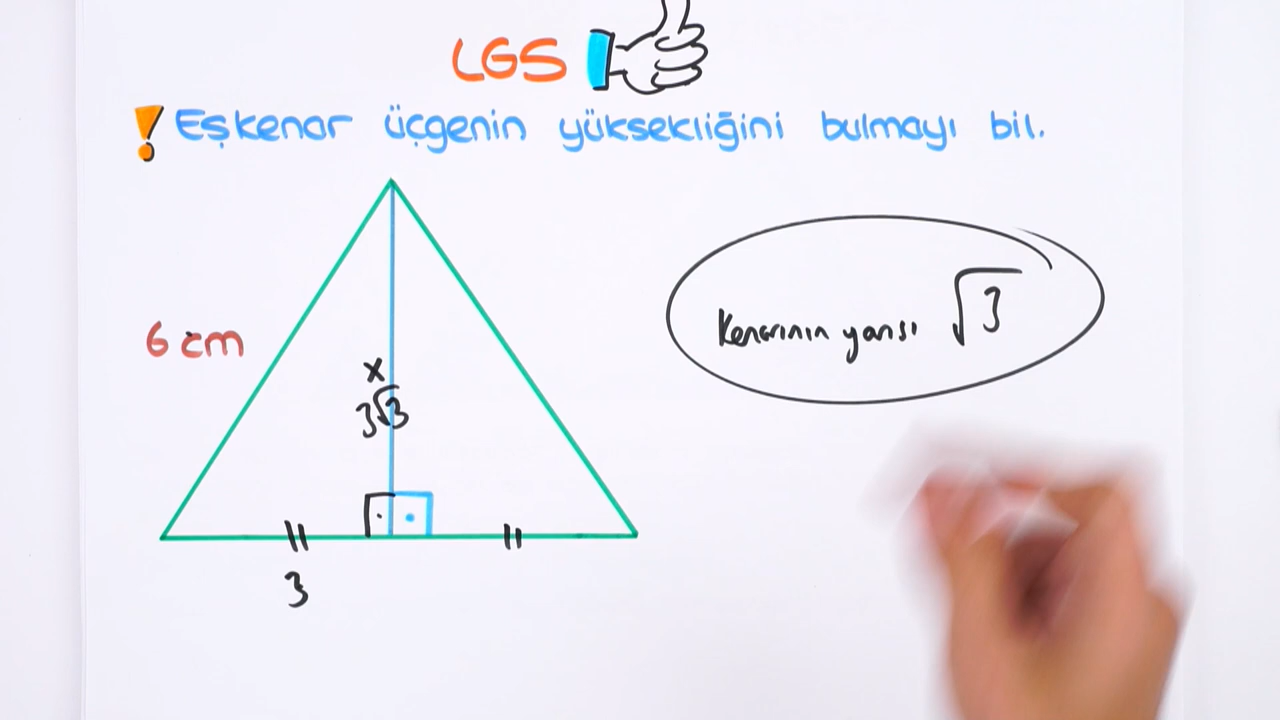 LGS
! Eşkenar üçgenin yüksekliğini bulmayı bil.
Kenarının yarısı √3
6 cm
x
3√3
3